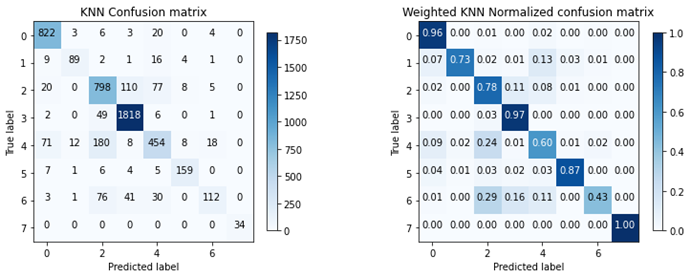 KNN Confusion matrix
0 822 3 6 3 20 0 4 0
1 9 89 2 1 16 4 1 0
2 20 0 798 110 77 8 5 0
3 2 0 49 1818 6 0 1 0
4 71 12 180 8 454 8 18 0
5 7 1 6 4 5 159 0 0
6 3 1 76 41 30 0 112 0
7 0 0 0 0 0 0 0 34
0 2 4 6
Predicted label
True label
1750
1500
1250
1000
750
500
250
0
Weighted KNN Normalized confusion matrix
0 0.96 0.00 0.01 0.00 0.02 0.00 0.00 0.00
1 0.07 0.73 0.02 0.01 0.13 0.03 0.01 0.00
2 0.02 0.00 0.78 0.11 0.08 0.01 0.00 0.00
3 0.00 0.00 0.03 0.97 0.00 0.00 0.00 0.00
4 0.09 0.02 0.24 0.01 0.60 0.01 0.02 0.00
5 0.04 0.01 0.03 0.02 0.03 0.87 0.00 0.00
6 0.01 0.00 0.29 0.16 0.11 0.00 0.43 0.00
7 0.00 0.00 0.00 0.00 0.00 0.00 0.00 1.00
0 2 4 6
Predicted label
True label
1.0
0.8
0.6
0.4
0.2
0.0